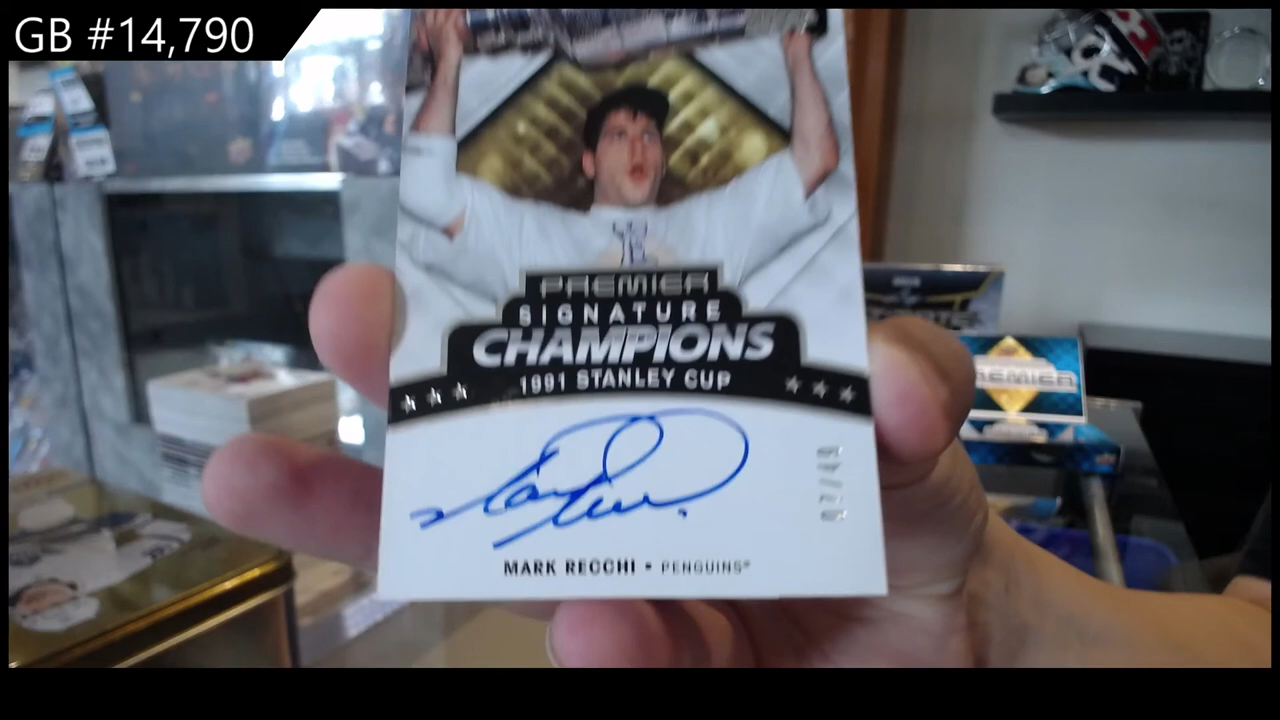 GB #14,790
PREMIER
SIGNATURE
CHAMPIONS
1991 STANLEY CUP
MARK RECCHI • PENGUINS